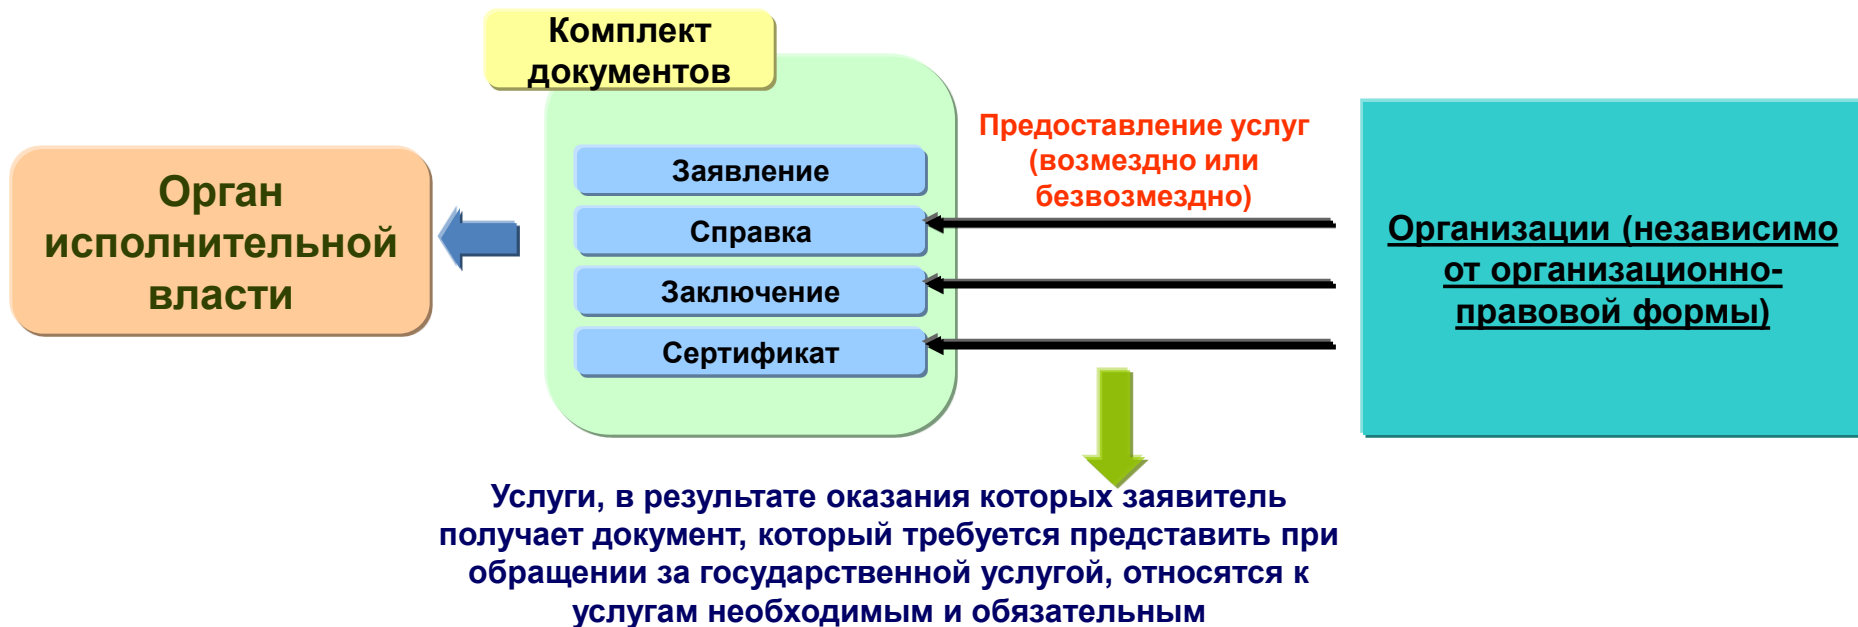 Комплект
документов
Орган
исполнительной
власти
Заявление
Справка
Заключение
Сертификат
Предоставление услуг
(возмездно или
безвозмездно)
Организации (независимо
от организационно-
правовой формы)
Услуги, в результате оказания которых заявитель
получает документ, который требуется представить при
обращении за государственной услугой, относятся к
услугам необходимым и обязательным